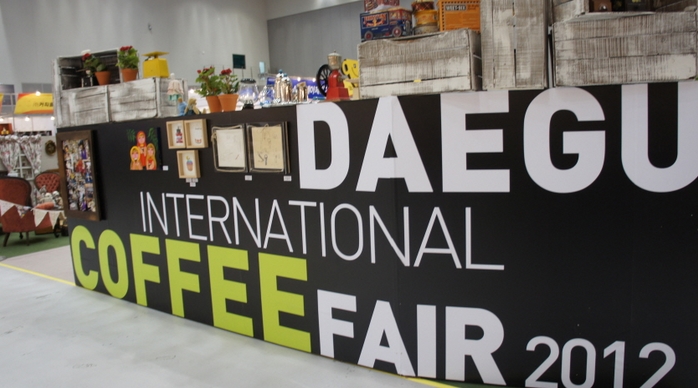 DAEGU
INTERNATIONAL
COFFEE
FAIR 2012